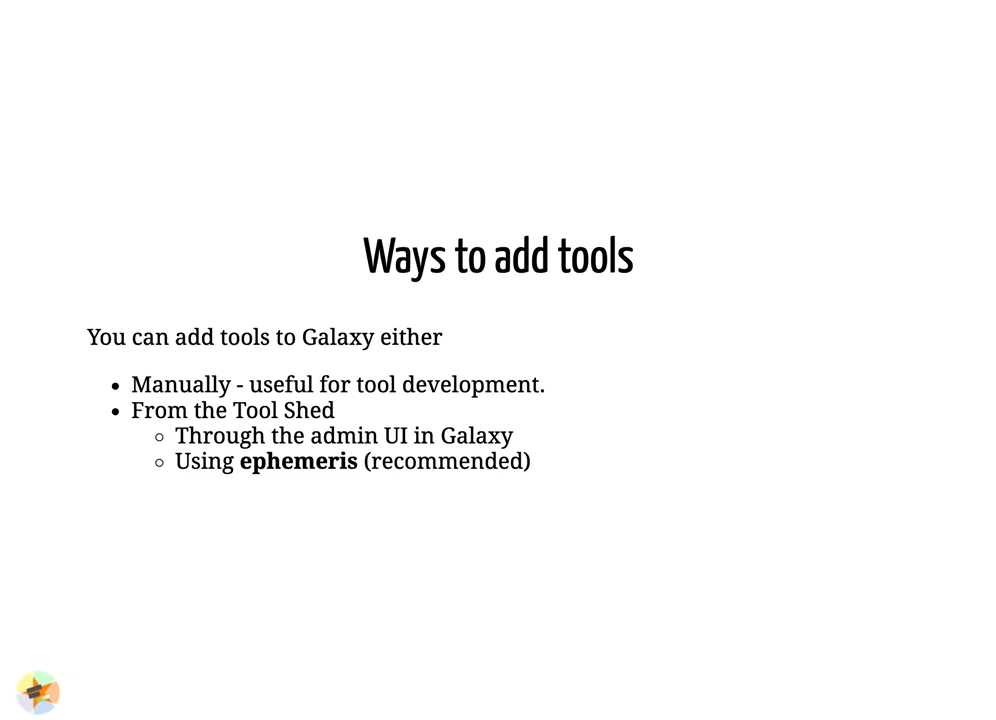 Ways to add tools
You can add tools to Galaxy either
• Manually - useful for tool development.
• From the Tool Shed
◦ Through the admin UI in Galaxy
◦ Using ephemeris (recommended)